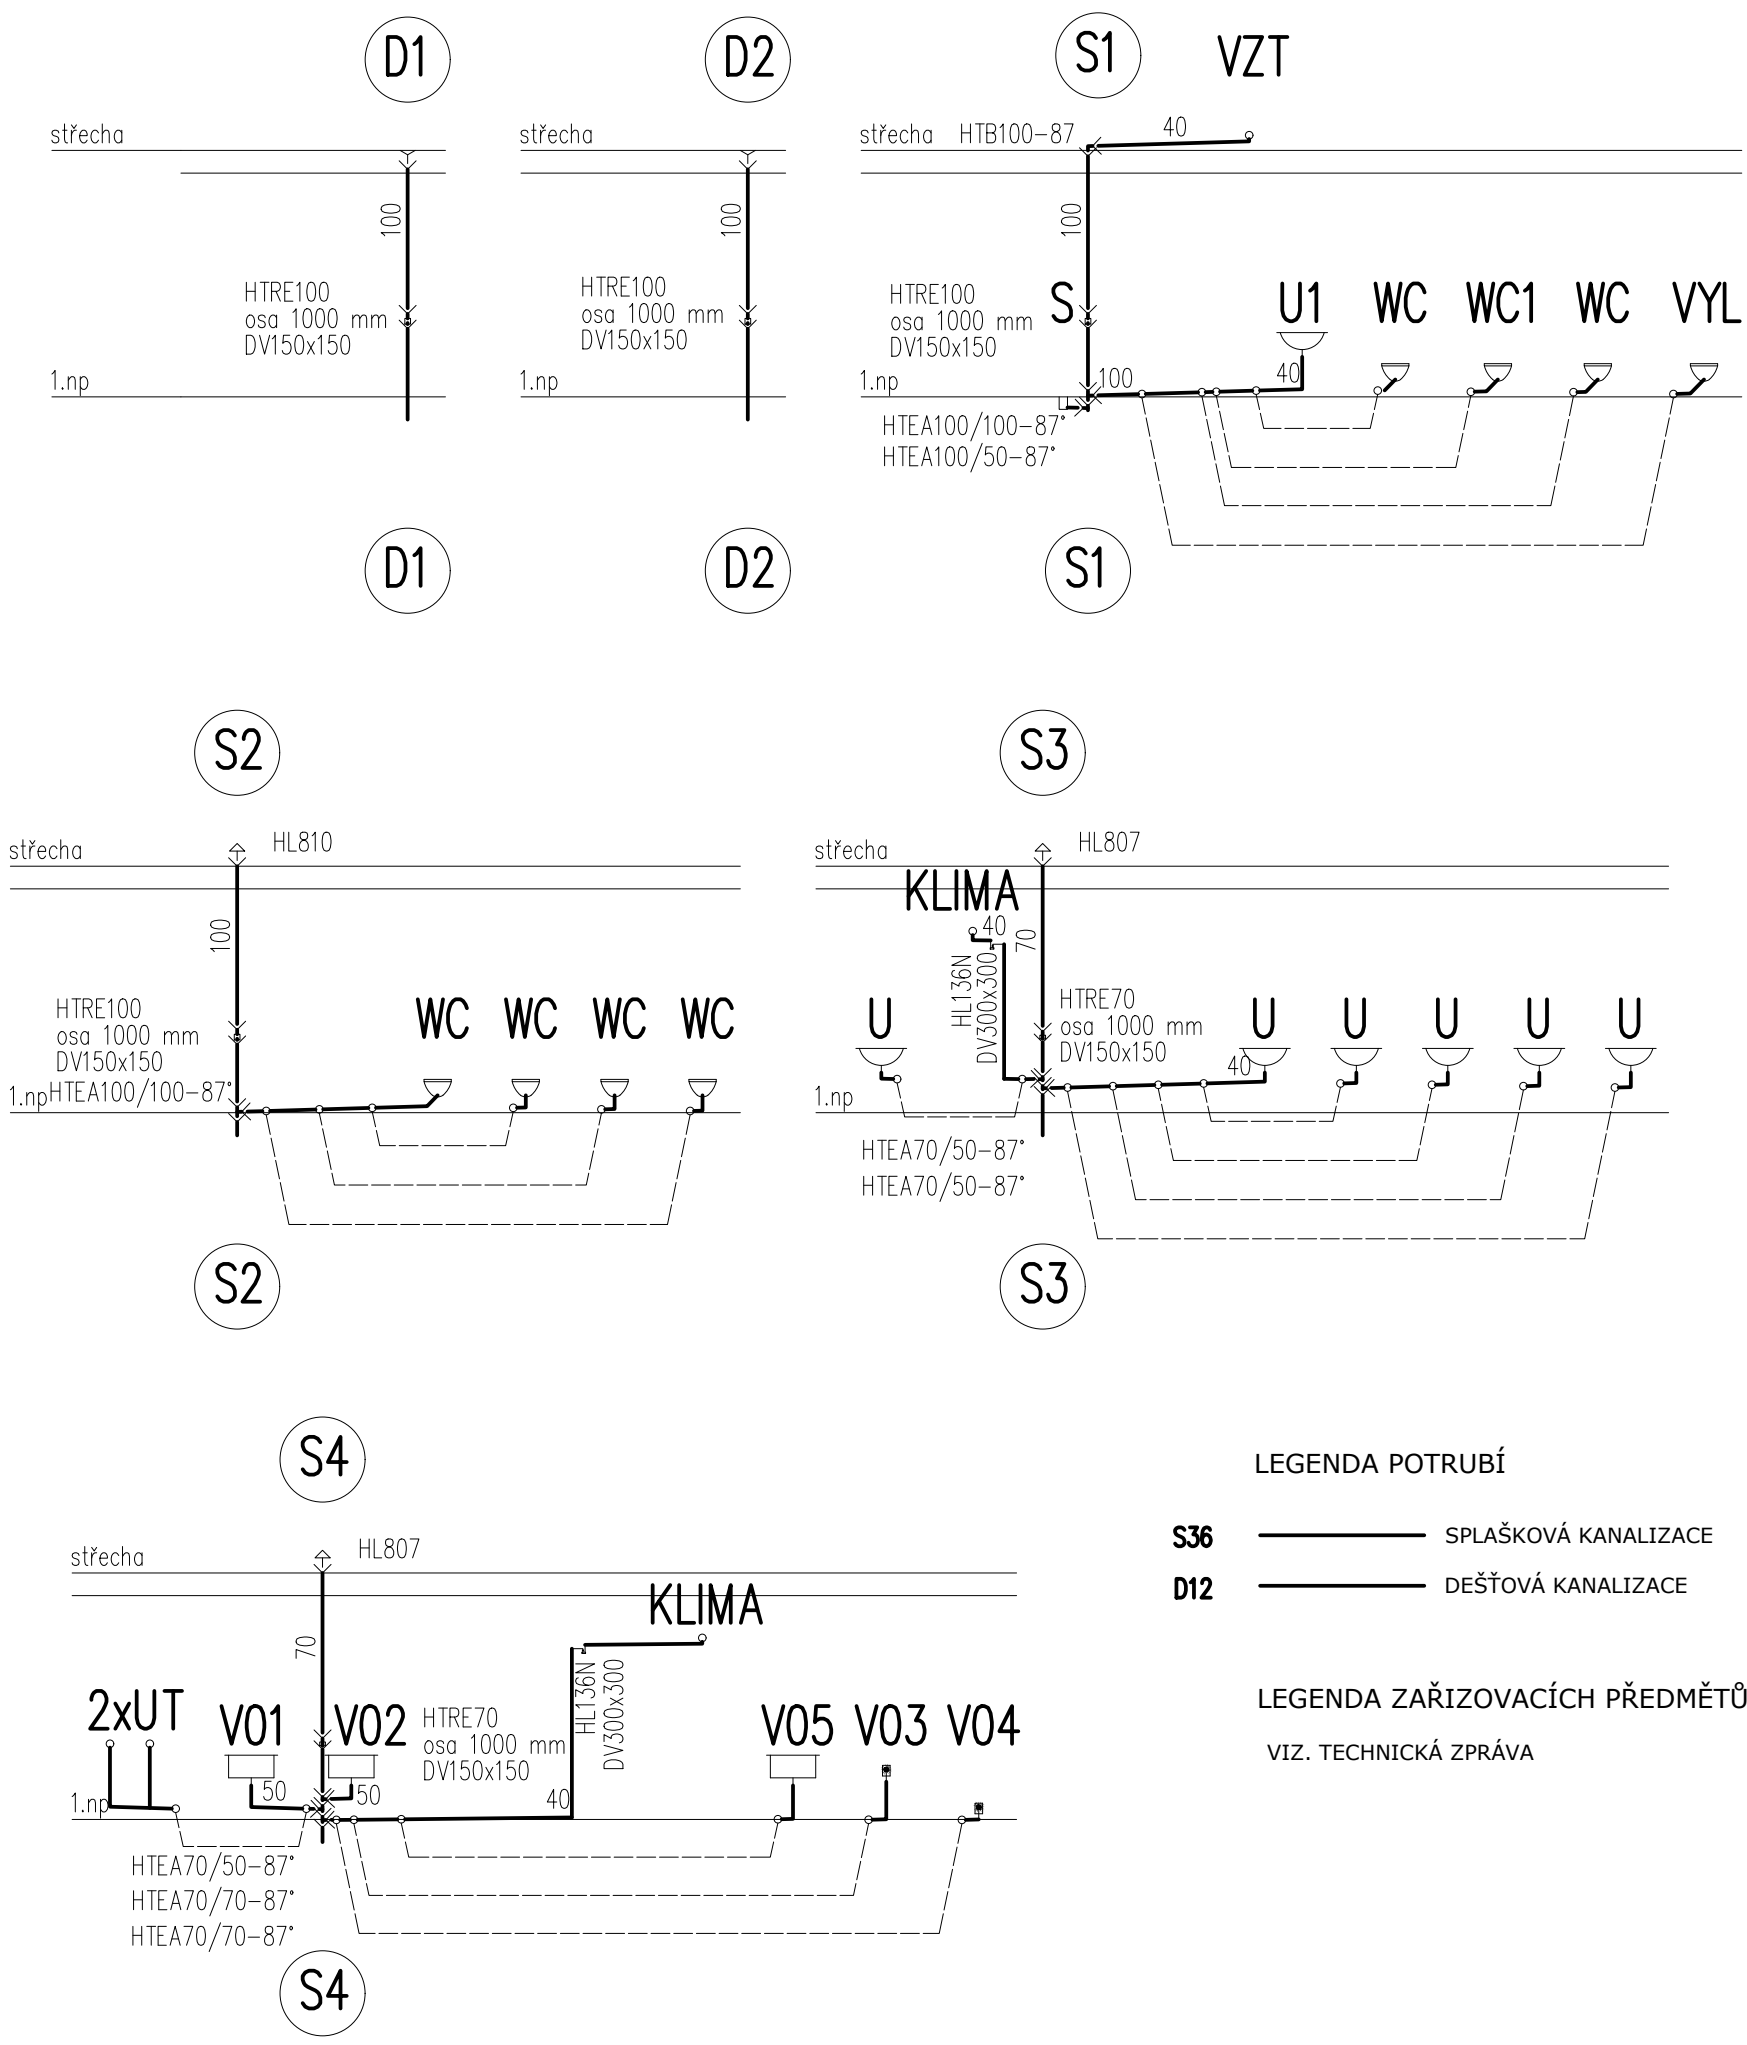 D1
D2
S1
VZT
střecha
100
HTRE100
osa 1000 mm
DV150x150
1.np
D1
střecha
100
HTRE100
osa 1000 mm
DV150x150
1.np
D2
střecha
HTB100-87
40
100
HTRE100
osa 1000 mm
DV150x150
S
U1
WC
WC1
WC
VYL
1.np
100
40
HTEA100/100-87°
HTEA100/50-87°
S1
S2
střecha
HL810
100
HTRE100
osa 1000 mm
DV150x150
WC
WC
WC
WC
1.np
HTEA100/100-87°
S2
S3
střecha
HL807
KLIMA
40
70
HL136N
DV300x300
HTRE70
osa 1000 mm
DV150x150
U
U
U
U
U
U
40
1.np
HTEA70/50-87°
HTEA70/50-87°
S3
S4
střecha
HL807
KLIMA
70
HL136N
DV300x300
2xUT
V01
V02
HTRE70
osa 1000 mm
DV150x150
V05
V03
V04
50
50
40
1.np
HTEA70/50-87°
HTEA70/70-87°
HTEA70/70-87°
S4
LEGENDA POTRUBÍ
S36 SPLAŠKOVÁ KANALIZACE
D12 DEŠŤOVÁ KANALIZACE
LEGENDA ZAŘIZOVACÍCH PŘEDMĚTŮ
VIZ. TECHNICKÁ ZPRÁVA